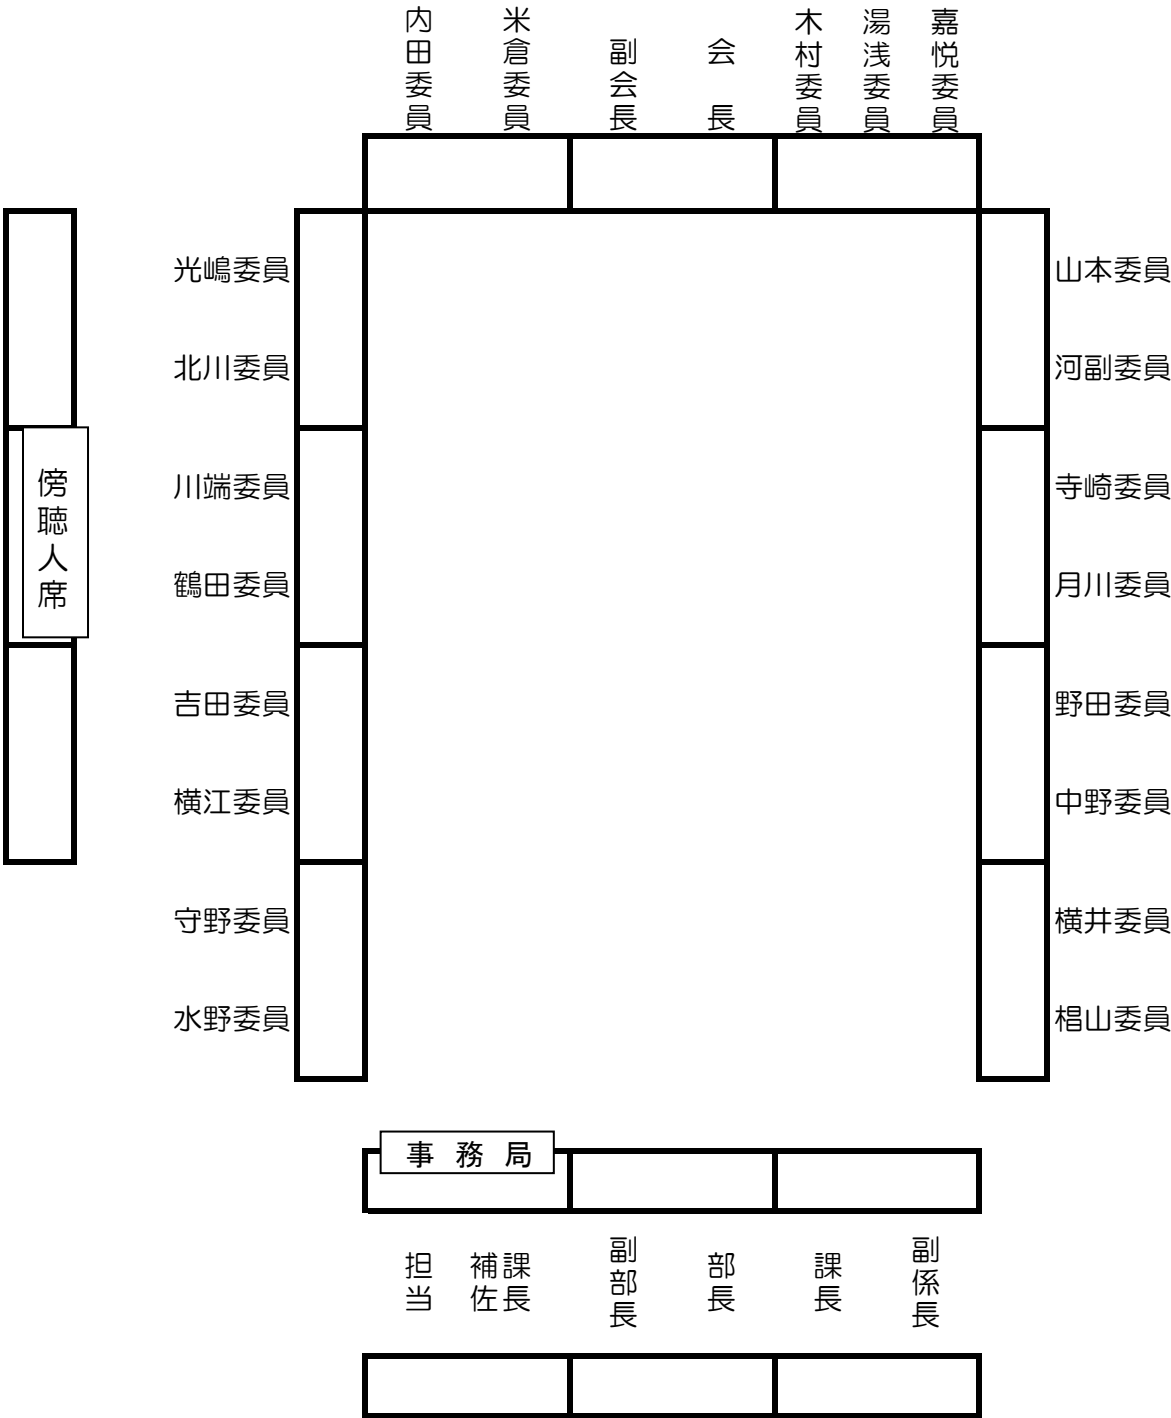 内田委員
米倉委員
副会長
会長
木村委員
湯浅委員
嘉悦委員
光嶋委員
山本委員
北川委員
河副委員
傍聴人席
川端委員
寺崎委員
鶴田委員
月川委員
吉田委員
野田委員
横江委員
中野委員
守野委員
横井委員
水野委員
椙山委員
事務局
担当
課長
補佐
副部長
部長
課長
副係長